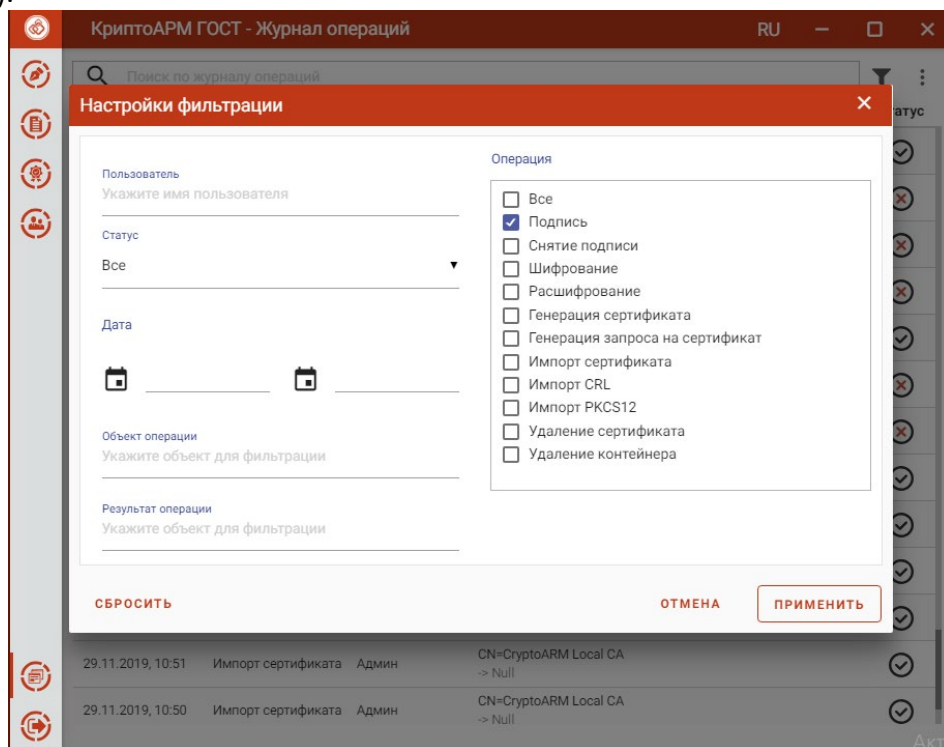 у.
КриптоАРМ ГОСТ - Журнал операций RU
Поиск по журналу операций
Настройки фильтрации
атус
Пользователь
Укажите имя пользователя
Статус
Все
Дата
Объект операции
Укажите объект для фильтрации
Результат операции
Укажите объект для фильтрации
Операция
Все
Подпись
Снятие подписи
Шифрование
Расшифрование
Генерация сертификата
Генерация запроса на сертификат
Импорт сертификата
Импорт CRL
Импорт PKCS12
Удаление сертификата
Удаление контейнера
СБРОСИТЬ ОТМЕНА ПРИМЕНИТЬ
29.11.2019, 10:51 Импорт сертификата Админ CN=CryptoARM Local CA
-> Null
29.11.2019, 10:50 Импорт сертификата Админ CN=CryptoARM Local CA
-> Null
Акт